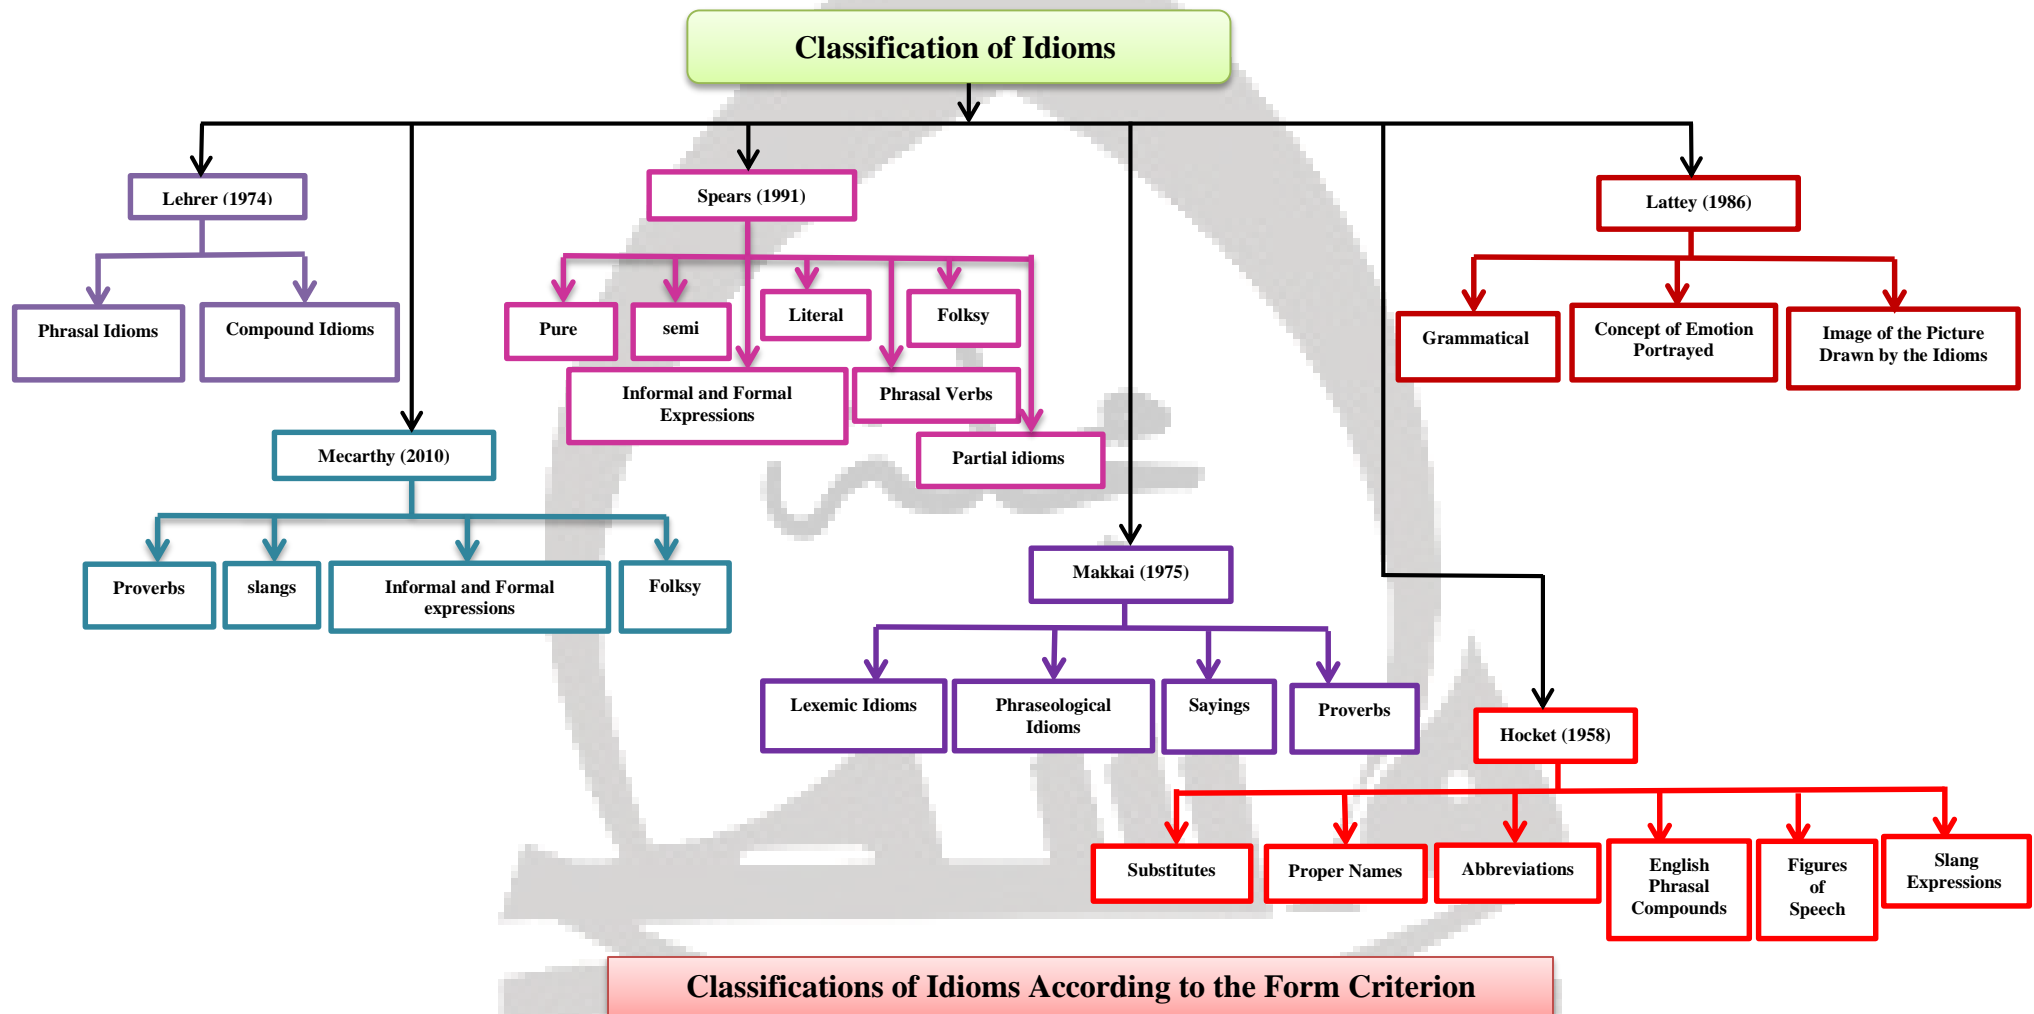 Classification of Idioms
Lehrer (1974)
Spears (1991)
Lattey (1986)
Phrasal Idioms
Compound Idioms
Pure
semi
Literal
Folksy
Informal and Formal
Expressions
Phrasal Verbs
Partial idioms
Grammatical
Concept of Emotion
Portrayed
Image of the Picture
Drawn by the Idioms
Mecarthy (2010)
Proverbs
slangs
Informal and Formal
expressions
Folksy
Makkai (1975)
Lexemic Idioms
Phraseological
Idioms
Sayings
Proverbs
Hocket (1958)
Substitutes
Proper Names
Abbreviations
English
Phrasal
Compounds
Figures
of
Speech
Slang
Expressions
Classifications of Idioms According to the Form Criterion